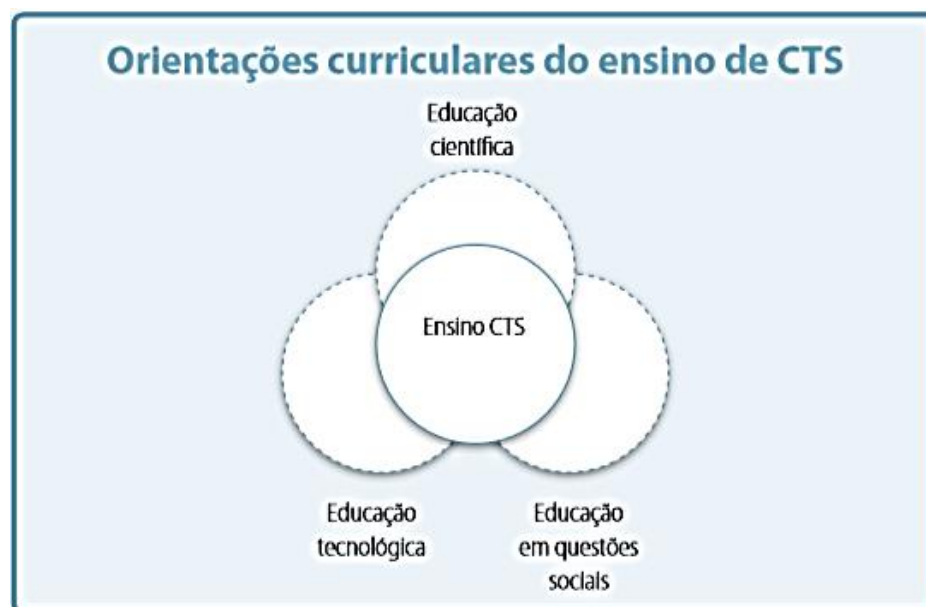 Orientações curriculares do ensino de CTS
Educação
científica
Ensino CTS
Educação
tecnológica
Educação
em questões
sociais